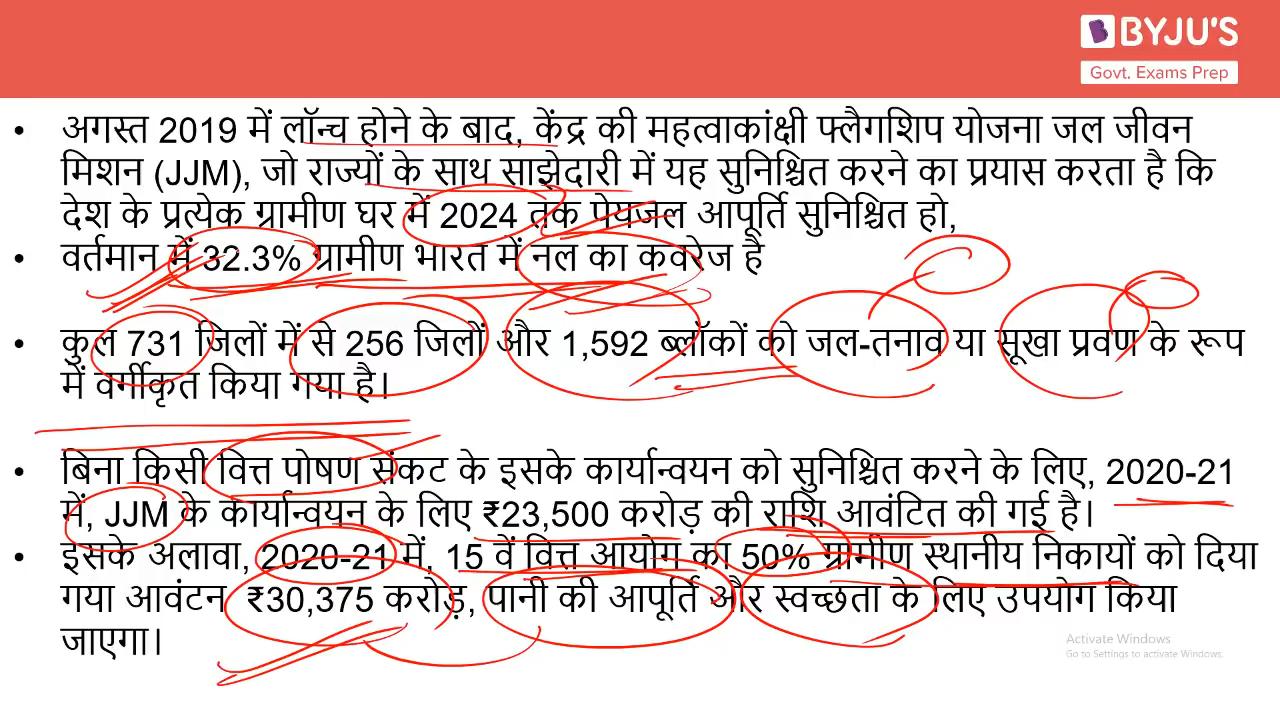 BYJU'S
Govt. Exams Prep
• अगस्त 2019 में लॉन्च होने के बाद, केंद्र की महत्वाकांक्षी फ्लैगशिप योजना जल जीवन
मिशन (JJM), जो राज्यों के साथ साझेदारी में यह सुनिश्चित करने का प्रयास करता है कि
देश के प्रत्येक ग्रामीण घर में 2024 तक पेयजल आपूर्ति सुनिश्चित हो,
• वर्तमान में 32.3% ग्रामीण भारत में नल का कवरेज है
• कुल 731 जिलों में से 256 जिलों और 1,592 ब्लॉकों को जल-तनाव या सूखा प्रवण के रूप
में वर्गीकृत किया गया है।
• बिना किसी वित्त पोषण संकट के इसके कार्यान्वयन को सुनिश्चित करने के लिए, 2020-21
में, JJM के कार्यान्वयन के लिए ₹23,500 करोड़ की राशि आवंटित की गई है।
• इसके अलावा, 2020-21 में, 15 वें वित्त आयोग का 50% ग्रामीण स्थानीय निकायों को दिया
गया आवंटन ₹30,375 करोड़, पानी की आपूर्ति और स्वच्छता के लिए उपयोग किया
जाएगा।
Activate Windows
Go to Settings to activate Windows.